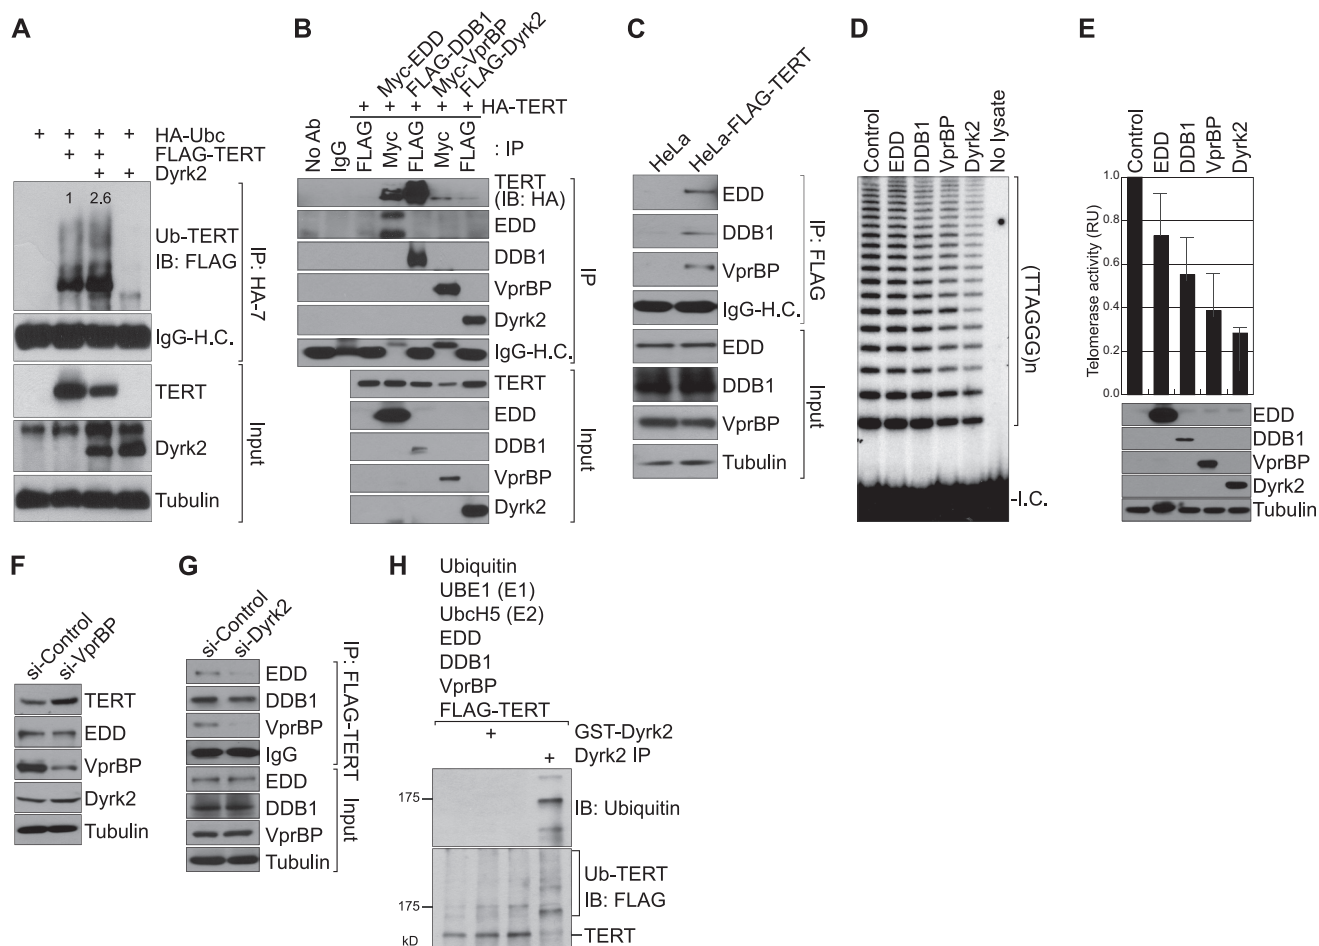 A
+ + + + HA-Ubc
+ + FLAG-TERT
+ + Dyrk2
1 2.6
Ub-TERT
IB: FLAG
IgG-H.C.
IP: HA-7
TERT
Dyrk2
Tubulin
Input
B
Myc-EDD
FLAG-DDB1
Myc-VprBP
FLAG-Dyrk2
+ + + + + HA-TERT
No Ab
IgG
FLAG
Myc
FLAG
Myc
FLAG
: IP
TERT
(IB: HA)
EDD
DDB1
VprBP
Dyrk2
IgG-H.C.
IP
TERT
EDD
DDB1
VprBP
Dyrk2
Input
C
HeLa
HeLa-FLAG-TERT
EDD
DDB1
VprBP
IgG-H.C.
IP: FLAG
EDD
DDB1
VprBP
Tubulin
Input
D
Control
EDD
DDB1
VprBP
Dyrk2
No lysate
(TTAGGG)n
-I.C.
E
Control
EDD
DDB1
VprBP
Dyrk2
Telomerase activity (RU)
1.0
0.8
0.6
0.4
0.2
0.0
EDD
DDB1
VprBP
Dyrk2
Tubulin
F
si-Control
si-VprBP
TERT
EDD
VprBP
Dyrk2
Tubulin
G
si-Control
si-Dyrk2
EDD
DDB1
VprBP
IgG
IP: FLAG-TERT
EDD
DDB1
VprBP
Tubulin
Input
H
Ubiquitin
UBE1 (E1)
UbcH5 (E2)
EDD
DDB1
VprBP
FLAG-TERT
+ GST-Dyrk2
+ Dyrk2 IP
175
IB: Ubiquitin
Ub-TERT
IB: FLAG
175
kD
TERT